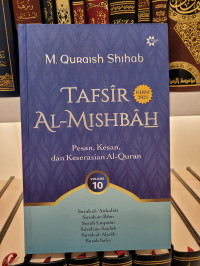 M. Quraish Shihab
TAFSÎR
AL-MISHBÂH
Pesan, Kesan,
dan Keserasian Al-Quran
VOLUME
10
Surah al-'Ankabût
Surah ar-Rûm
Surah Luqmân
Surah as-Sajdah
Surah al-Ahzâb
Surah Saba'